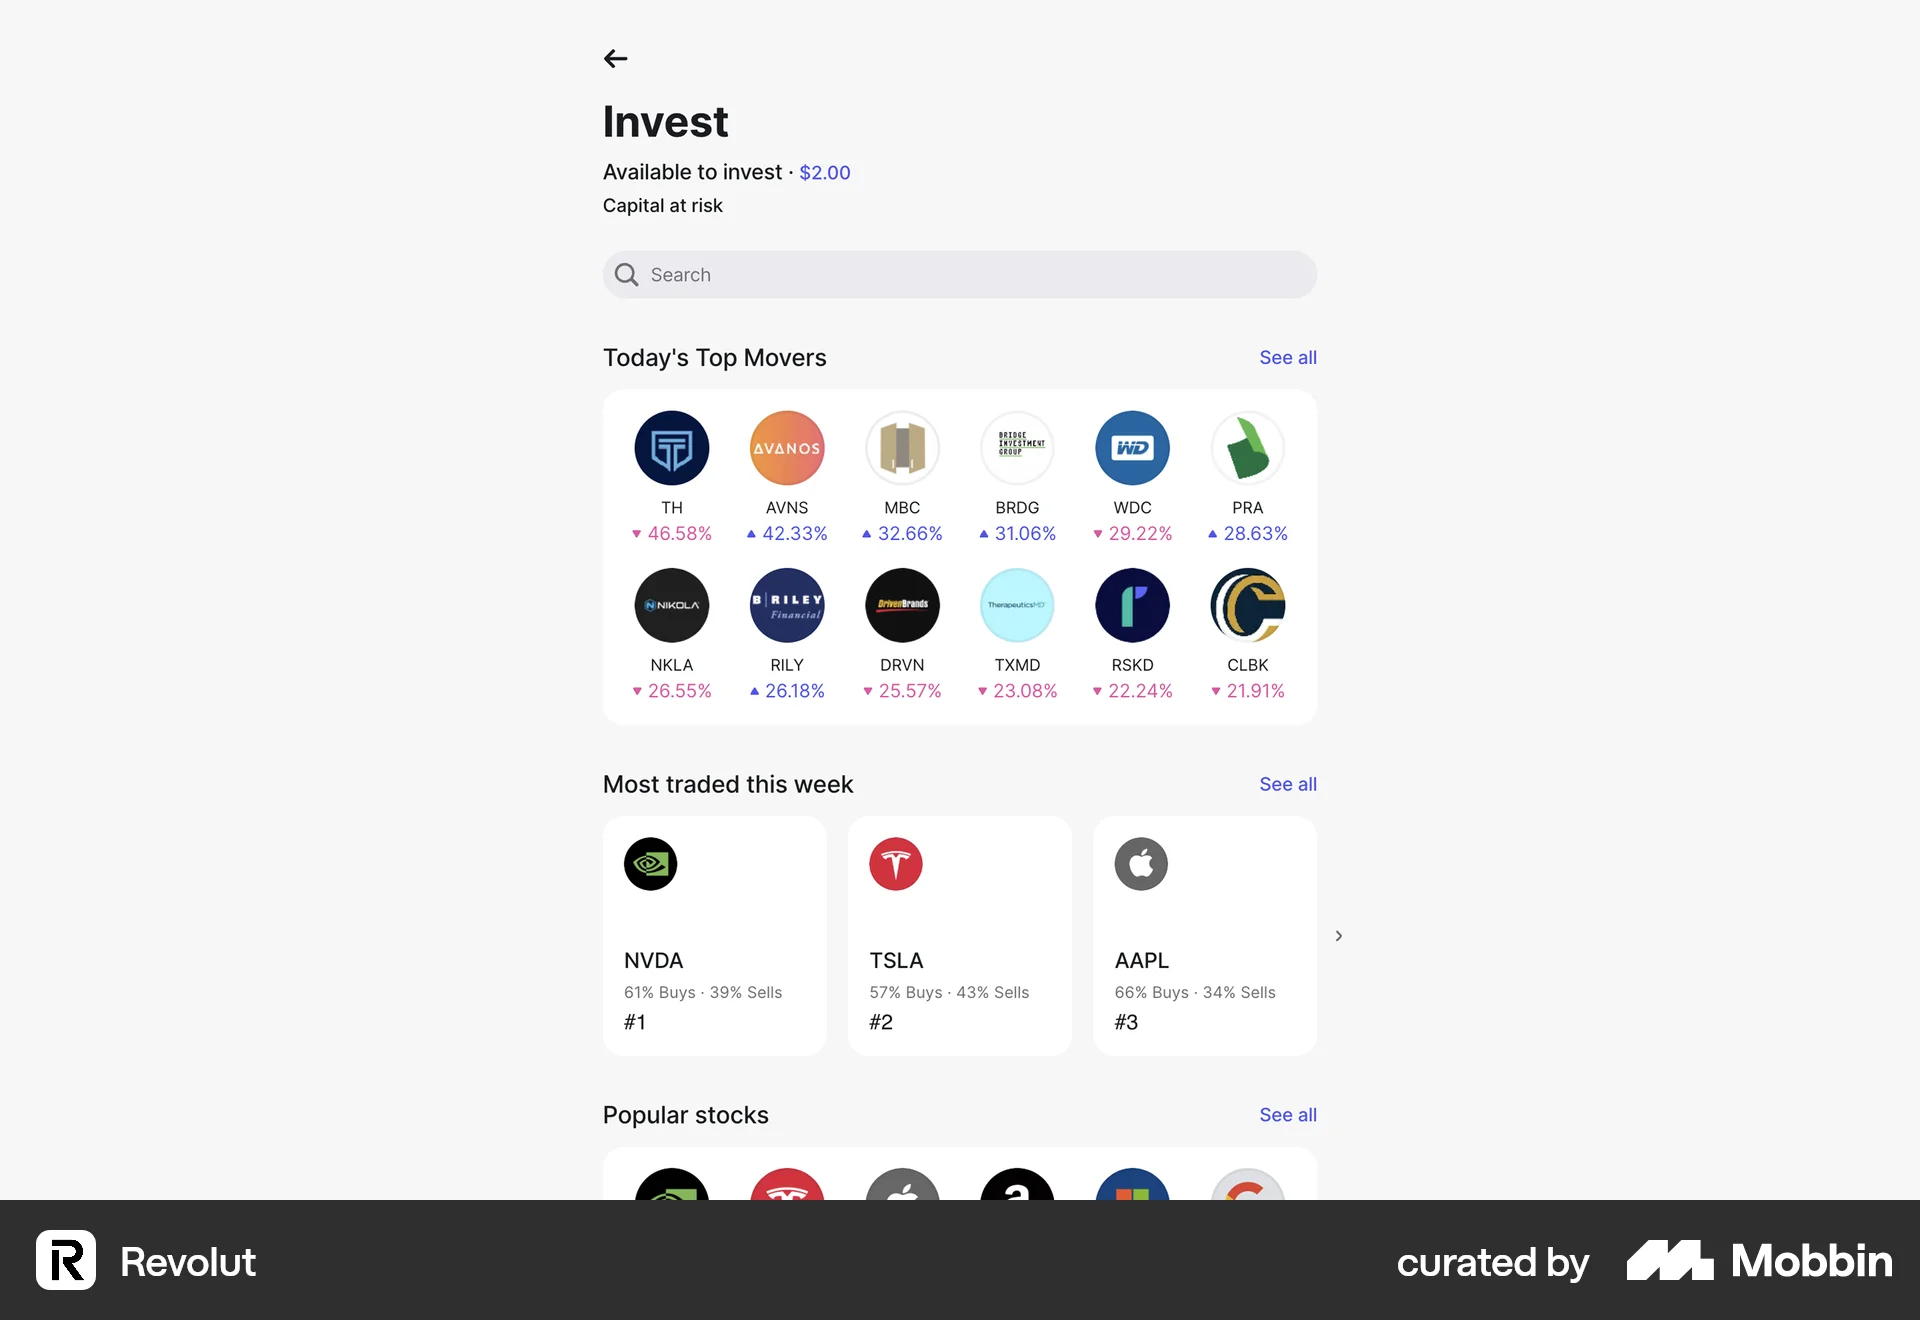 Invest
Available to invest · $2.00
Capital at risk
Search
Today's Top Movers
See all
AVANOS
BRIDGE
INVESTMENT
GROUP
WD
TH
AVNS
MBC
BRDG
WDC
PRA
▼ 46.58%
▲ 42.33%
▲ 32.66%
▲ 31.06%
▼ 29.22%
▲ 28.63%
NIKOLA
B|RILEY
Financial
DrivenBrands
TherapeuticsMD
NKLA
RILY
DRVN
TXMD
RSKD
CLBK
▼ 26.55%
▲ 26.18%
▼ 25.57%
▼ 23.08%
▼ 22.24%
▼ 21.91%
Most traded this week
See all
NVDA
61% Buys · 39% Sells
#1
TSLA
57% Buys · 43% Sells
#2
AAPL
66% Buys · 34% Sells
#3
Popular stocks
See all
Revolut
curated by
Mobbin